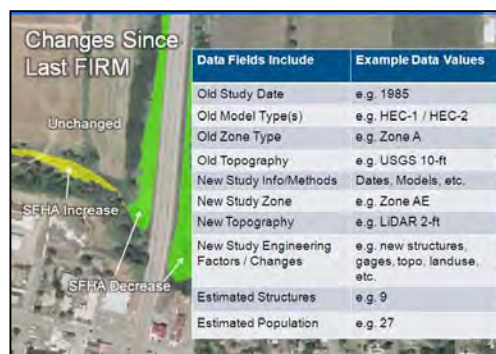 Changes Since
Last FIRM
Unchanged
SFHA Increase
SFHA Decrease
Data Fields Include Example Data Values
Old Study Date e.g. 1985
Old Model Type(s) e.g. HEC-1 / HEC-2
Old Zone Type e.g. Zone A
Old Topography e.g. USGS 10-ft
New Study Info/Methods Dates, Models, etc.
New Study Zone e.g. Zone AE
New Topography e.g. LiDAR 2-ft
New Study Engineering e.g. new structures,
Factors / Changes gages, topo, landuse,
etc.
Estimated Structures e.g. 9
Estimated Population e.g. 27